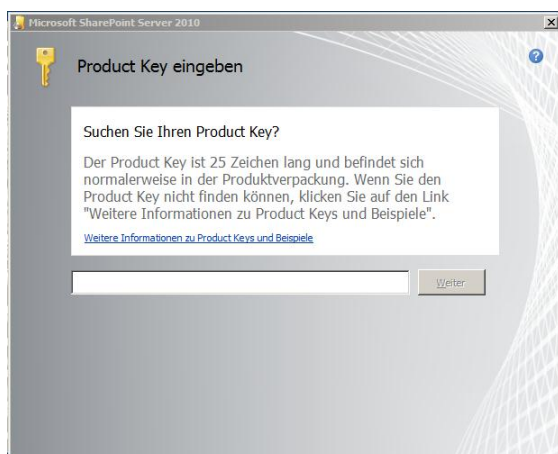 Microsoft SharePoint Server 2010
Product Key eingeben
Suchen Sie Ihren Product Key?
Der Product Key ist 25 Zeichen lang und befindet sich
normalerweise in der Produktverpackung. Wenn Sie den
Product Key nicht finden können, klicken Sie auf den Link
"Weitere Informationen zu Product Keys und Beispiele".
Weitere Informationen zu Product Keys und Beispiele
Weiter